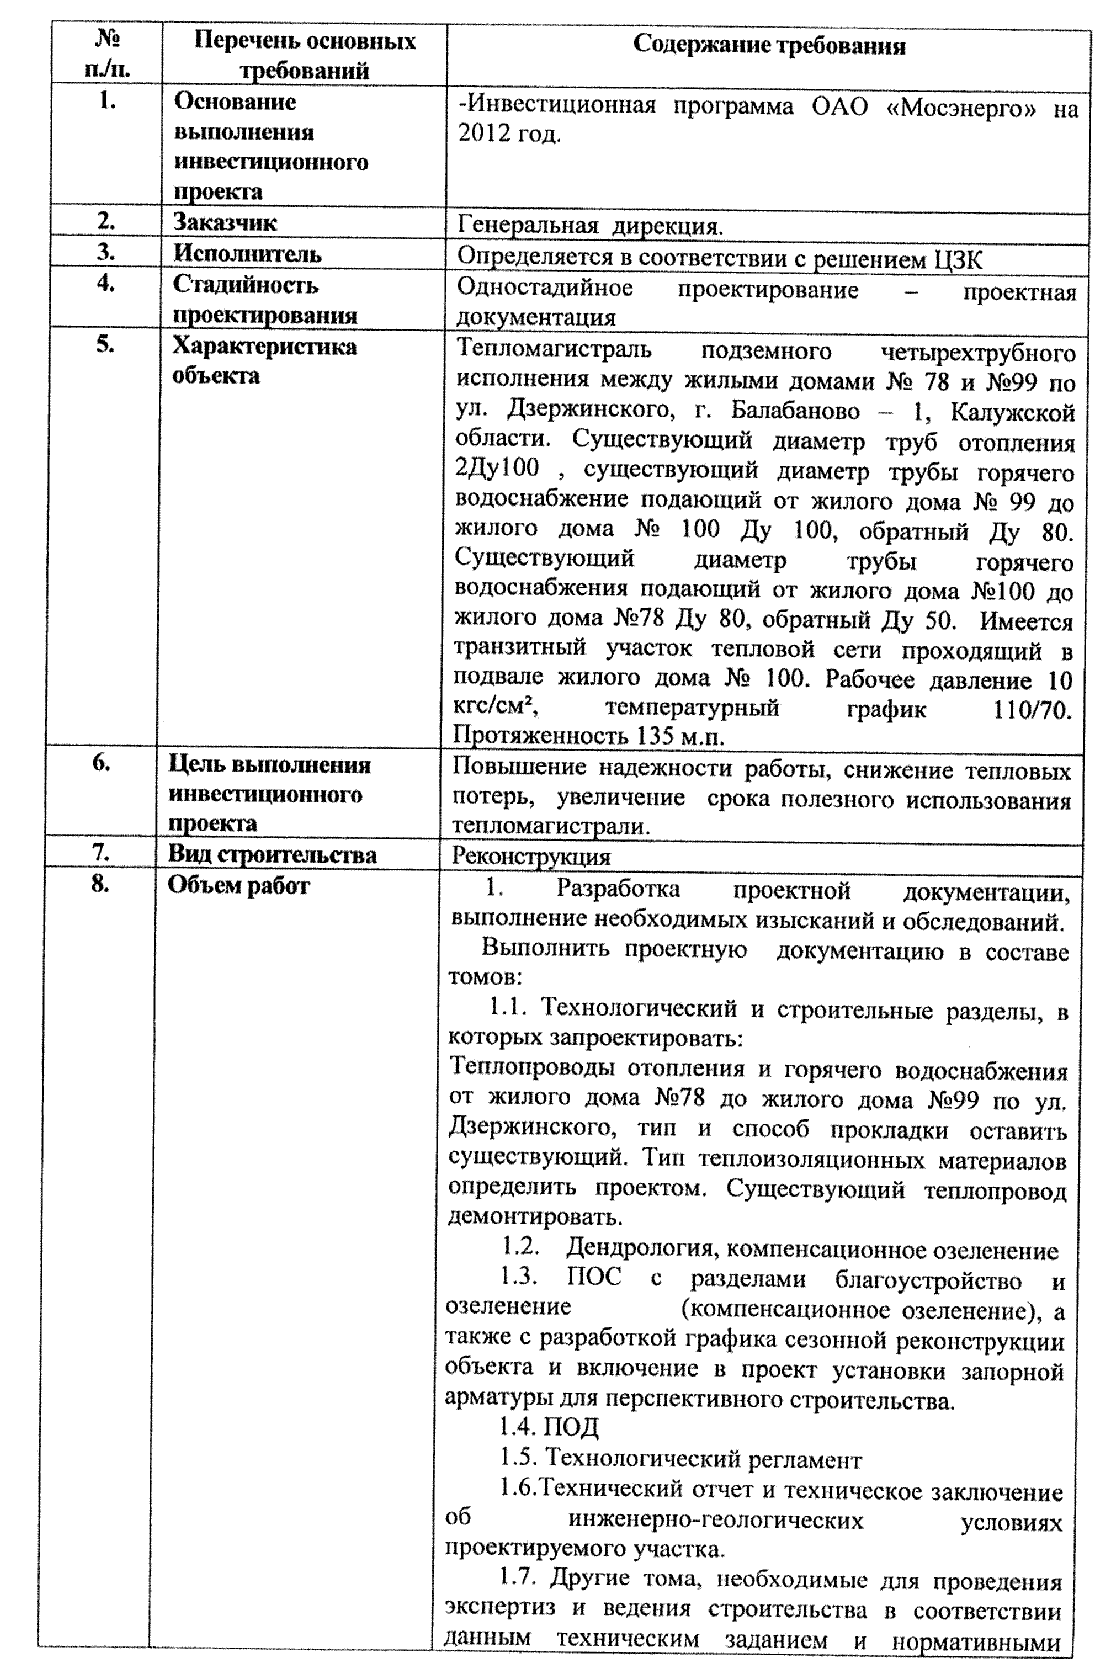 № Перечень основных Содержание требования
п./п. требований
1. Основание -Инвестиционная программа ОАО «Мосэнерго» на
выполнения 2012 год.
инвестиционного
проекта
2. Заказчик Генеральная дирекция.
3. Исполнитель Определяется в соответствии с решением ЦЗК
4. Стадийность Одностадийное проектирование – проектная
проектирования документация
5. Характеристика Тепломагистраль подземного четырехтрубного
объекта исполнения между жилыми домами № 78 и №99 по
ул. Дзержинского, г. Балабаново – 1, Калужской
области. Существующий диаметр труб отопления
2Ду100 , существующий диаметр трубы горячего
водоснабжение подающий от жилого дома № 99 до
жилого дома № 100 Ду 100, обратный Ду 80.
Существующий диаметр трубы горячего
водоснабжения подающий от жилого дома №100 до
жилого дома №78 Ду 80, обратный Ду 50. Имеется
транзитный участок тепловой сети проходящий в
подвале жилого дома № 100. Рабочее давление 10
кгс/см², температурный график 110/70.
Протяженность 135 м.п.
6. Цель выполнения Повышение надежности работы, снижение тепловых
инвестиционного потерь, увеличение срока полезного использования
проекта тепломагистрали.
7. Вид строительства Реконструкция
8. Объем работ 1. Разработка проектной документации,
выполнение необходимых изысканий и обследований.
Выполнить проектную документацию в составе
томов:
1.1. Технологический и строительные разделы, в
которых запроектировать:
Теплопроводы отопления и горячего водоснабжения
от жилого дома №78 до жилого дома №99 по ул.
Дзержинского, тип и способ прокладки оставить
существующий. Тип теплоизоляционных материалов
определить проектом. Существующий теплопровод
демонтировать.
1.2. Дендрология, компенсационное озеленение
1.3. ПОС с разделами благоустройство и
озеленение (компенсационное озеленение), а
также с разработкой графика сезонной реконструкции
объекта и включение в проект установки запорной
арматуры для перспективного строительства.
1.4. ПОД
1.5. Технологический регламент
1.6.Технический отчет и техническое заключение
об инженерно-геологических условиях
проектируемого участка.
1.7. Другие тома, необходимые для проведения
экспертиз и ведения строительства в соответствии
данным техническим заданием и нормативными